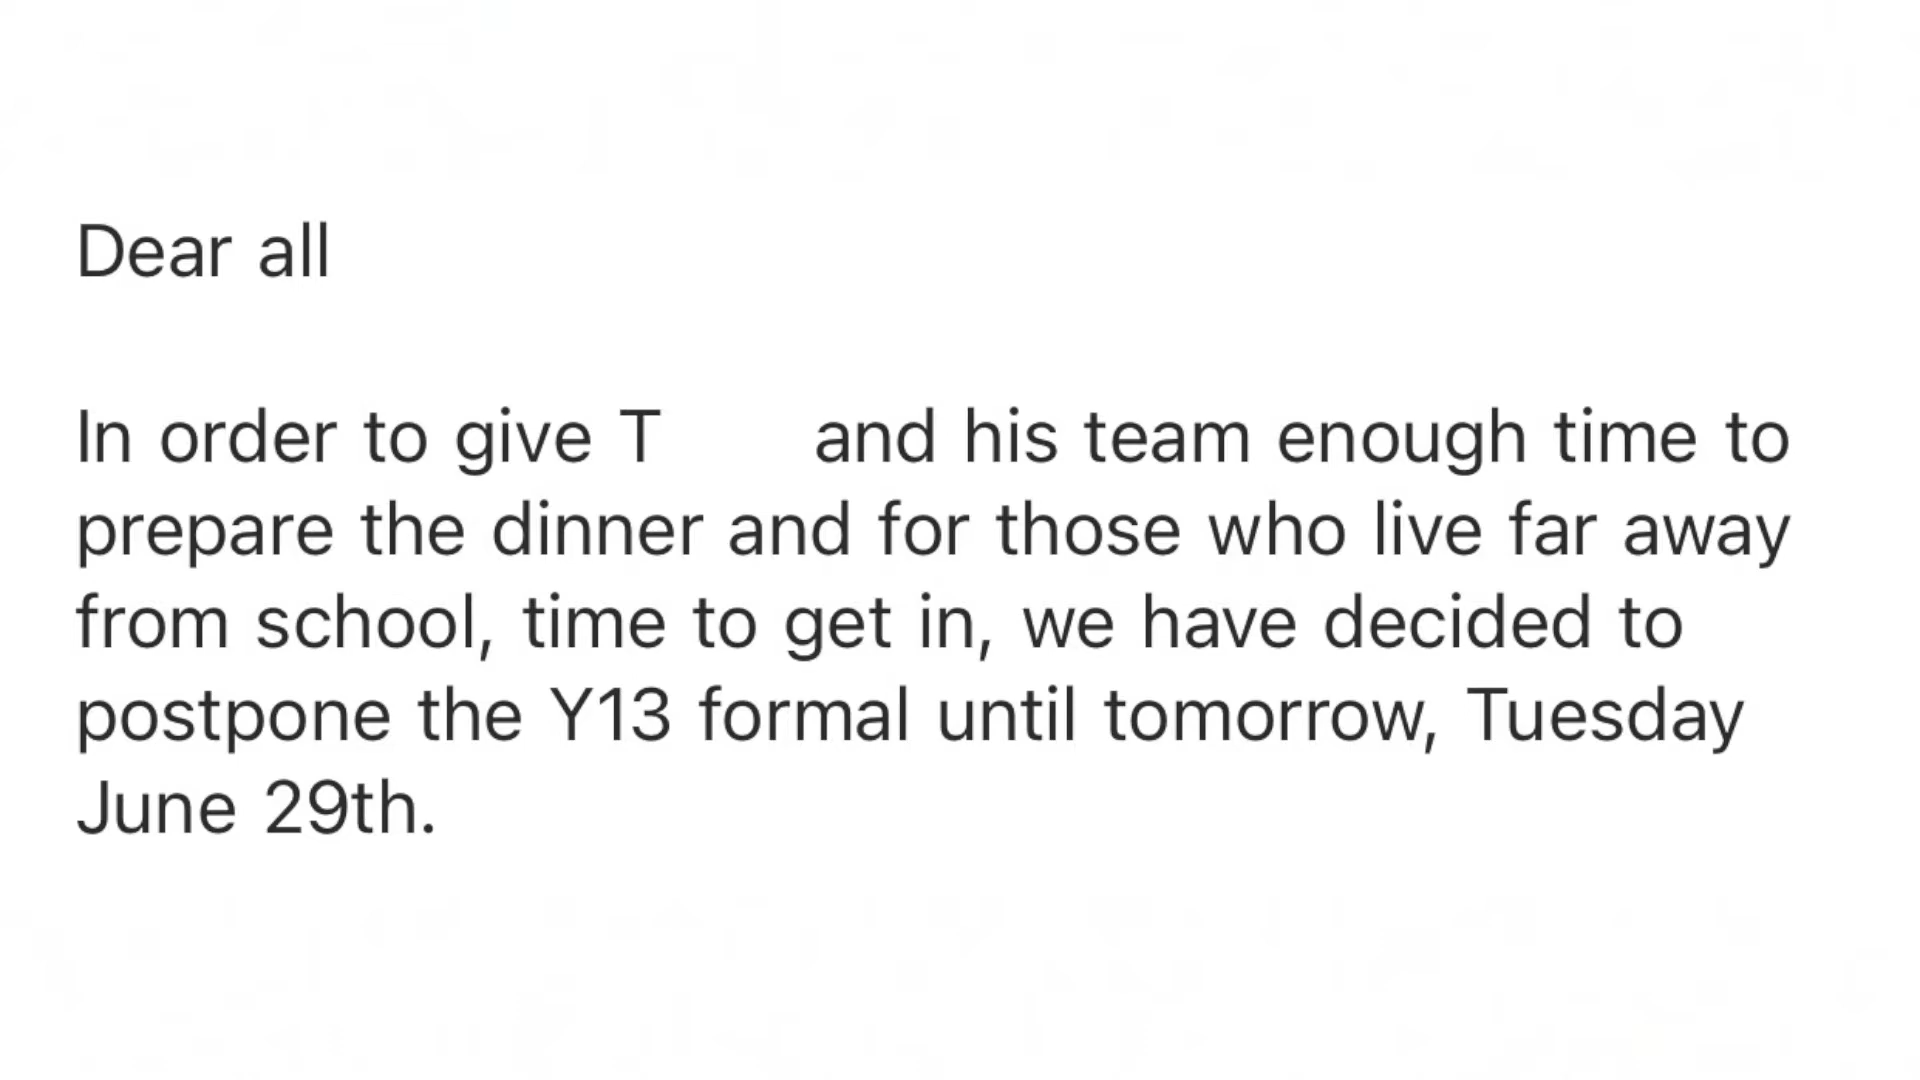 Dear all
In order to give T and his team enough time to
prepare the dinner and for those who live far away
from school, time to get in, we have decided to
postpone the Y13 formal until tomorrow, Tuesday
June 29th.